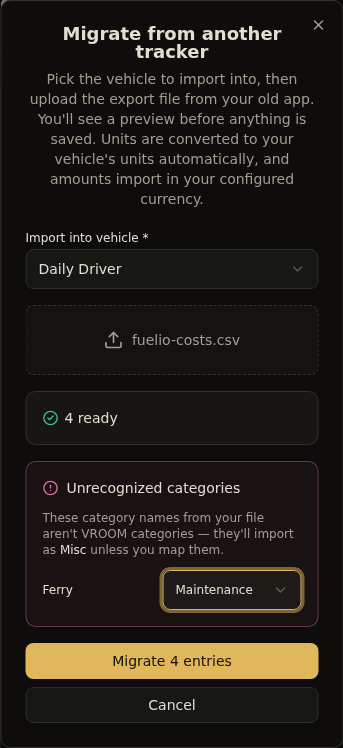 Migrate from another
tracker
Pick the vehicle to import into, then
upload the export file from your old app.
You'll see a preview before anything is
saved. Units are converted to your
vehicle's units automatically, and
amounts import in your configured
currency.
Import into vehicle *
Daily Driver
fuelio-costs.csv
4 ready
Unrecognized categories
These category names from your file
aren't VROOM categories — they'll import
as Misc unless you map them.
Ferry
Maintenance
Migrate 4 entries
Cancel